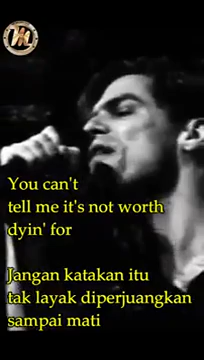 You can't
tell me it's not worth
dyin' for
Jangan katakan itu
tak layak diperjuangkan
sampai mati